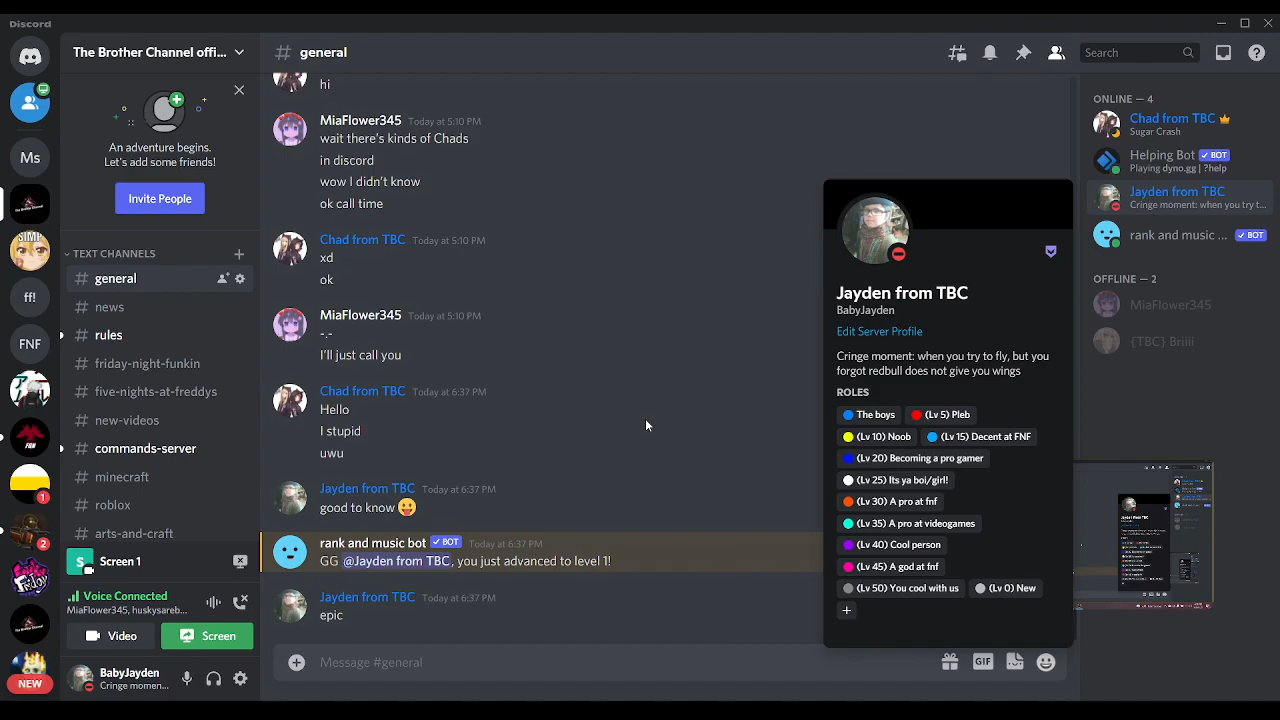 Discord
The Brother Channel offi...
general
Search
An adventure begins.
Let's add some friends!
Invite People
TEXT CHANNELS
general
news
rules
friday-night-funkin
five-nights-at-freddys
new-videos
commands-server
minecraft
roblox
arts-and-craft
S
Screen 1
Voice Connected
MiaFlower345, huskysareb...
Video
Screen
BabyJayden
Cringe momen...
Ms
SIMP
ff!
FNF
1
2
NEW
hi
MiaFlower345 Today at 5:10 PM
wait there's kinds of Chads
in discord
wow I didn't know
ok call time
Chad from TBC Today at 5:10 PM
xd
ok
MiaFlower345 Today at 5:10 PM
-.-
I'll just call you
Chad from TBC Today at 6:37 PM
Hello
I stupid
uwu
Jayden from TBC Today at 6:37 PM
good to know
rank and music bot BOT Today at 6:37 PM
GG @Jayden from TBC, you just advanced to level 1!
Jayden from TBC Today at 6:37 PM
epic
Message #general
GIF
Jayden from TBC
BabyJayden
Edit Server Profile
Cringe moment: when you try to fly, but you
forgot redbull does not give you wings
ROLES
The boys (Lv 5) Pleb
(Lv 10) Noob (Lv 15) Decent at FNF
(Lv 20) Becoming a pro gamer
(Lv 25) Its ya boi/girl!
(Lv 30) A pro at fnf
(Lv 35) A pro at videogames
(Lv 40) Cool person
(Lv 45) A god at fnf
(Lv 50) You cool with us (Lv 0) New
ONLINE — 4
Chad from TBC
Sugar Crash
Helping Bot BOT
Playing dyno.gg | ?help
Jayden from TBC
Cringe moment: when you try t...
rank and music ... BOT
OFFLINE — 2
MiaFlower345
{TBC} Briiii